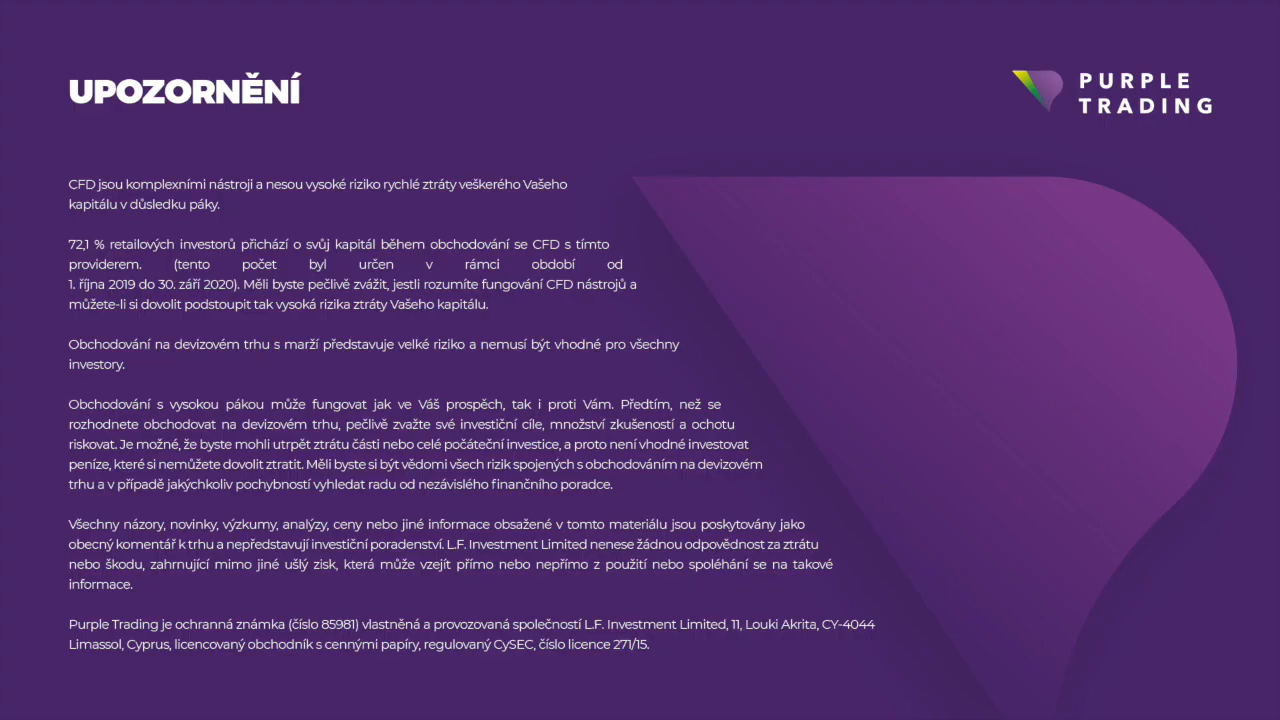 UPOZORNĚNÍ
PURPLE
TRADING
CFD jsou komplexními nástroji a nesou vysoké riziko rychlé ztráty veškerého Vašeho
kapitálu v důsledku páky.
72,1 % retailových investorů přichází o svůj kapitál během obchodování se CFD s tímto
providerem. (tento počet byl určen v rámci období od
1. října 2019 do 30. září 2020). Měli byste pečlivě zvážit, jestli rozumíte fungování CFD nástrojů a
můžete-li si dovolit podstoupit tak vysoká rizika ztráty Vašeho kapitálu.
Obchodování na devizovém trhu s marží představuje velké riziko a nemusí být vhodné pro všechny
investory.
Obchodování s vysokou pákou může fungovat jak ve Váš prospěch, tak i proti Vám. Předtím, než se
rozhodnete obchodovat na devizovém trhu, pečlivě zvažte své investiční cíle, množství zkušeností a ochotu
riskovat. Je možné, že byste mohli utrpět ztrátu části nebo celé počáteční investice, a proto není vhodné investovat
peníze, které si nemůžete dovolit ztratit. Měli byste si být vědomi všech rizik spojených s obchodováním na devizovém
trhu a v případě jakýchkoliv pochybností vyhledat radu od nezávislého finančního poradce.
Všechny názory, novinky, výzkumy, analýzy, ceny nebo jiné informace obsažené v tomto materiálu jsou poskytovány jako
obecný komentář k trhu a nepředstavují investiční poradenství. L.F. Investment Limited nenese žádnou odpovědnost za ztrátu
nebo škodu, zahrnující mimo jiné ušlý zisk, která může vzejít přímo nebo nepřímo z použití nebo spoléhání se na takové
informace.
Purple Trading je ochranná známka (číslo 85981) vlastněná a provozovaná společností L.F. Investment Limited, 11, Louki Akrita, CY-4044
Limassol, Cyprus, licencovaný obchodník s cennými papíry, regulovaný CySEC, číslo licence 271/15.